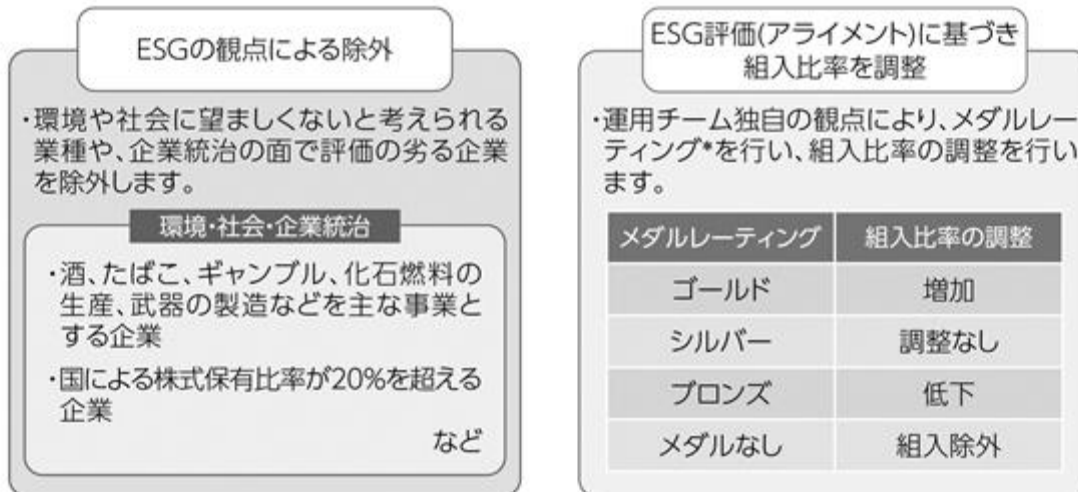 ESGの観点による除外
・環境や社会に望ましくないと考えられる
業種や、企業統治の面で評価の劣る企業
を除外します。
環境・社会・企業統治
・酒、たばこ、ギャンブル、化石燃料の
生産、武器の製造などを主な事業と
する企業
・国による株式保有比率が20%を超える
企業
など
ESG評価(アライメント)に基づき
組入比率を調整
・運用チーム独自の観点により、メダルレー
ティング*を行い、組入比率の調整を行い
ます。
メダルレーティング 組入比率の調整
ゴールド 増加
シルバー 調整なし
ブロンズ 低下
メダルなし 組入除外